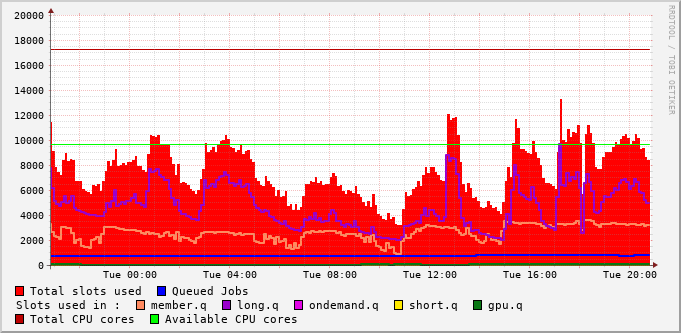 RRDTOOL / TOBI OETIKER
20000
18000
16000
14000
12000
10000
8000
6000
4000
2000
0
Tue 00:00 Tue 04:00 Tue 08:00 Tue 12:00 Tue 16:00 Tue 20:00
Total slots used Queued Jobs
Slots used in : member.q long.q ondemand.q short.q gpu.q
Total CPU cores Available CPU cores